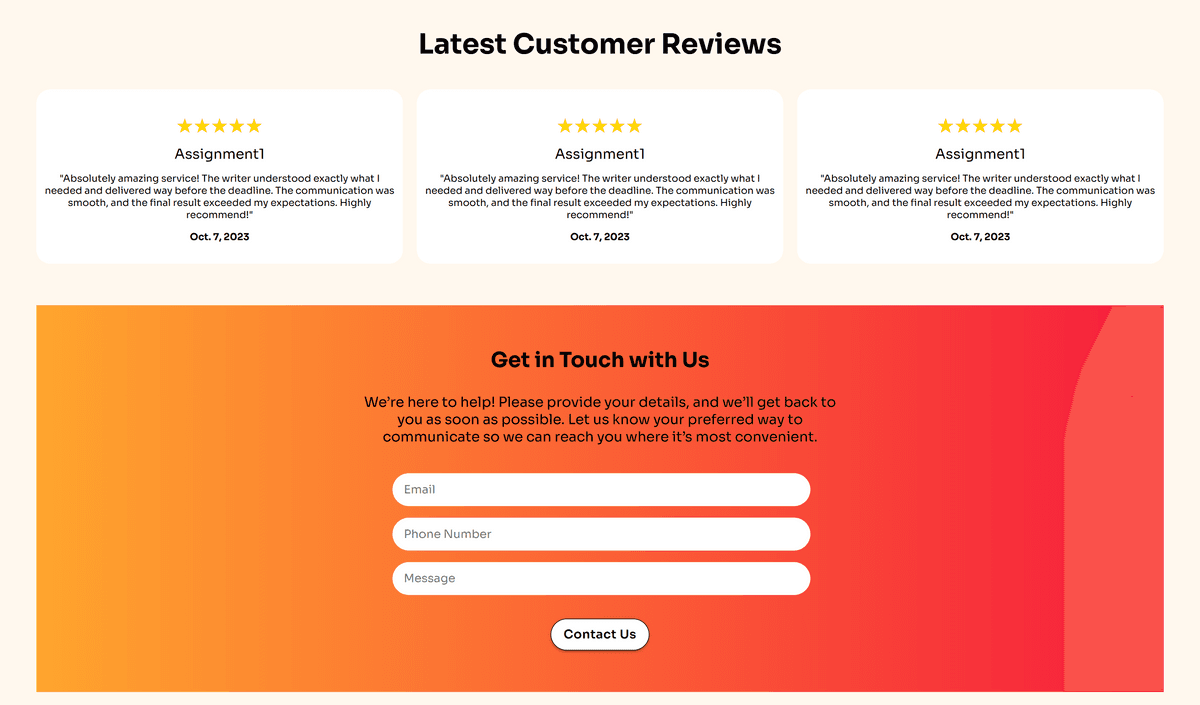 Latest Customer Reviews
Assignment1
"Absolutely amazing service! The writer understood exactly what I
needed and delivered way before the deadline. The communication was
smooth, and the final result exceeded my expectations. Highly
recommend!"
Oct. 7, 2023
Assignment1
"Absolutely amazing service! The writer understood exactly what I
needed and delivered way before the deadline. The communication was
smooth, and the final result exceeded my expectations. Highly
recommend!"
Oct. 7, 2023
Assignment1
"Absolutely amazing service! The writer understood exactly what I
needed and delivered way before the deadline. The communication was
smooth, and the final result exceeded my expectations. Highly
recommend!"
Oct. 7, 2023
Get in Touch with Us
We’re here to help! Please provide your details, and we’ll get back to
you as soon as possible. Let us know your preferred way to
communicate so we can reach you where it’s most convenient.
Email
Phone Number
Message
Contact Us